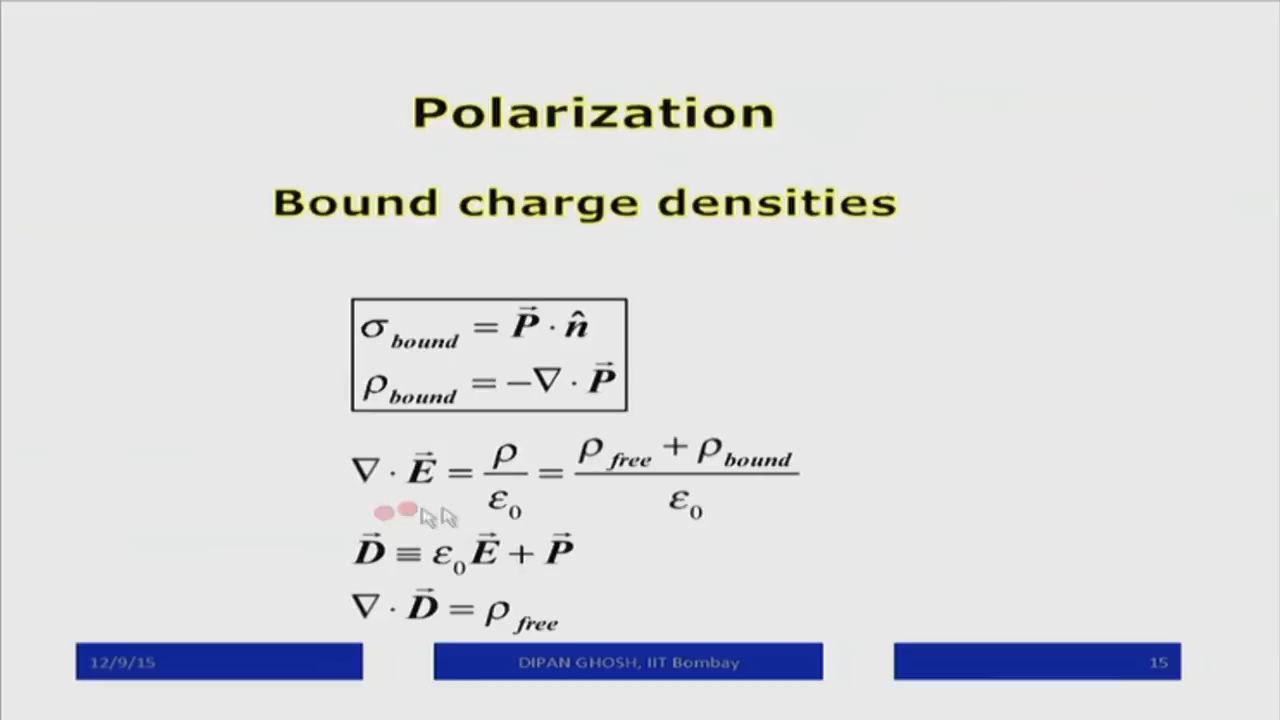 Polarization
Bound charge densities
σ_bound = P⃗ · n̂
ρ_bound = −∇ · P⃗
∇ · E⃗ = ρ/ε₀ = (ρ_free + ρ_bound)/ε₀
D⃗ ≡ ε₀E⃗ + P⃗
∇ · D⃗ = ρ_free
12/9/15 DIPAN GHOSH, IIT Bombay 15